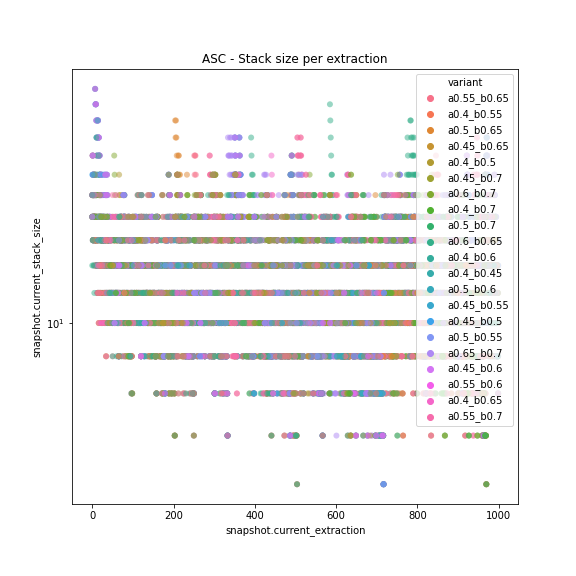 ASC - Stack size per extraction
snapshot.current_stack_size
10¹
variant
a0.55_b0.65
a0.4_b0.55
a0.5_b0.65
a0.45_b0.65
a0.4_b0.5
a0.45_b0.7
a0.6_b0.7
a0.4_b0.7
a0.5_b0.7
a0.6_b0.65
a0.4_b0.6
a0.4_b0.45
a0.5_b0.6
a0.45_b0.55
a0.45_b0.5
a0.5_b0.55
a0.65_b0.7
a0.45_b0.6
a0.55_b0.6
a0.4_b0.65
a0.55_b0.7
0 200 400 600 800 1000
snapshot.current_extraction